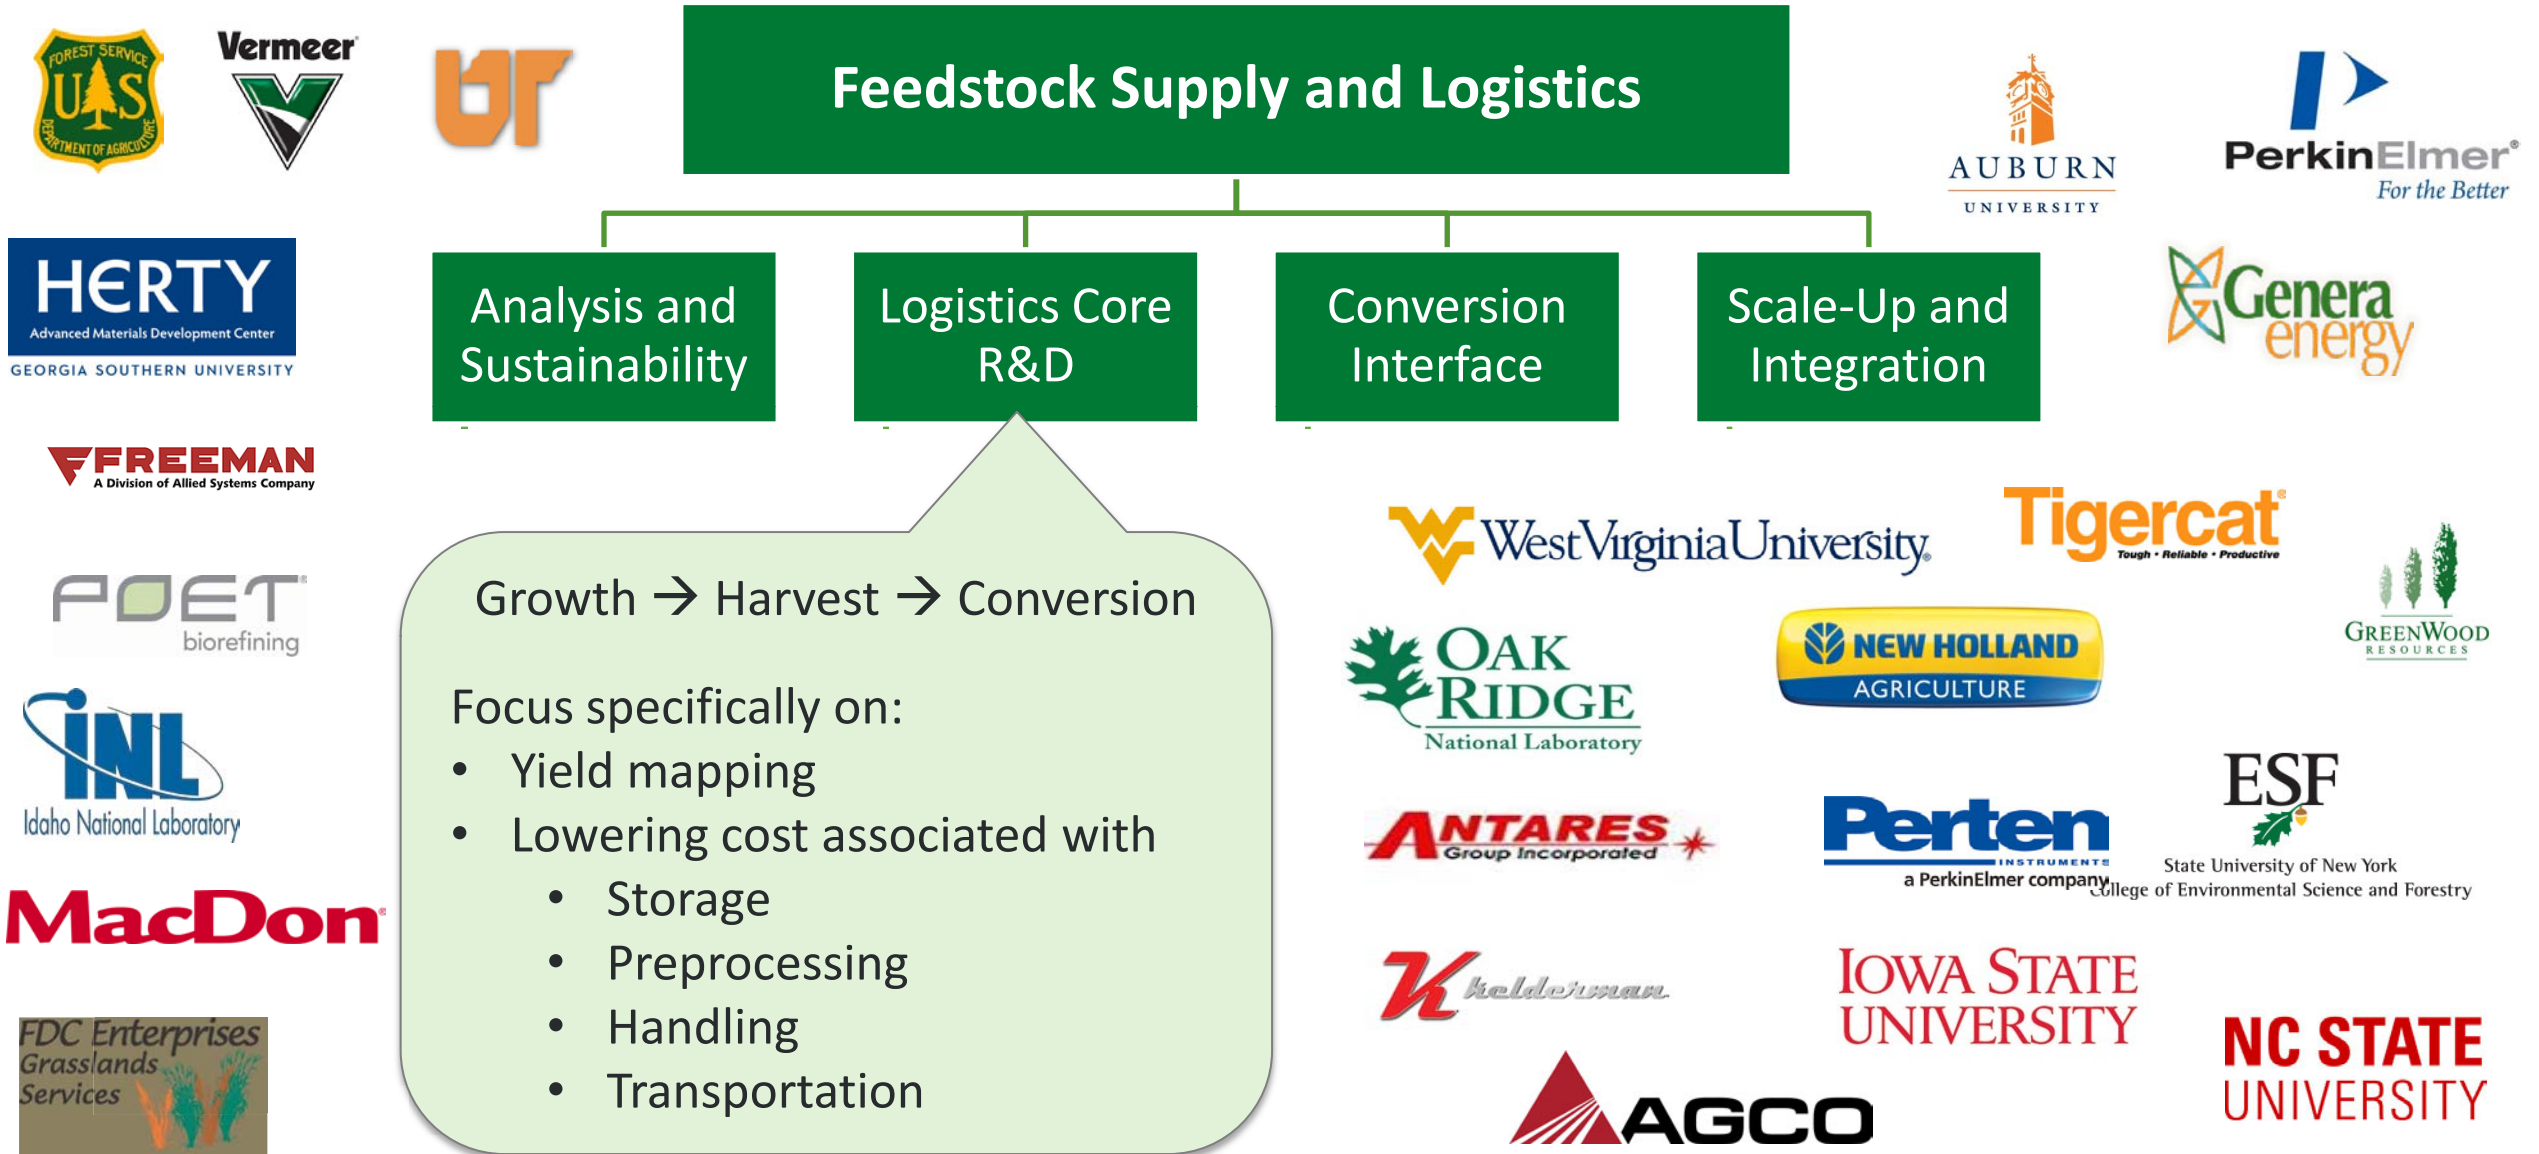 FOREST SERVICE
UAS
DEPARTMENT OF AGRICULTURE
Vermeer
UT
Feedstock Supply and Logistics
AUBURN
UNIVERSITY
PerkinElmer®
For the Better
HERTY
Advanced Materials Development Center
GEORGIA SOUTHERN UNIVERSITY
Analysis and
Sustainability
Logistics Core
R&D
Conversion
Interface
Scale-Up and
Integration
Genera
energy
FREEMAN
A Division of Allied Systems Company
POET
biorefining
INL
Idaho National Laboratory
MacDon
FDC Enterprises
Grasslands
Services
Growth → Harvest → Conversion
Focus specifically on:
• Yield mapping
• Lowering cost associated with
• Storage
• Preprocessing
• Handling
• Transportation
West Virginia University®
Tigercat®
Tough • Reliable • Productive
GREENWOOD
RESOURCES
OAK
RIDGE
National Laboratory
NEW HOLLAND
AGRICULTURE
ANTARES
Group Incorporated
Perten
INSTRUMENTS
a PerkinElmer company
ESF
State University of New York
College of Environmental Science and Forestry
kelderman
IOWA STATE
UNIVERSITY
NC STATE
UNIVERSITY
AGCO